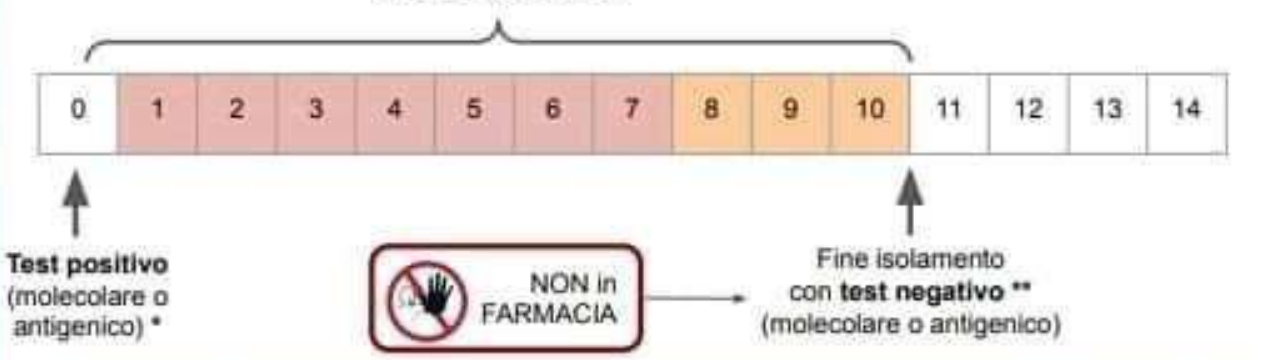 0 1 2 3 4 5 6 7 8 9 10 11 12 13 14
Test positivo
(molecolare o
antigenico) *
NON in
FARMACIA
Fine isolamento
con test negativo **
(molecolare o antigenico)